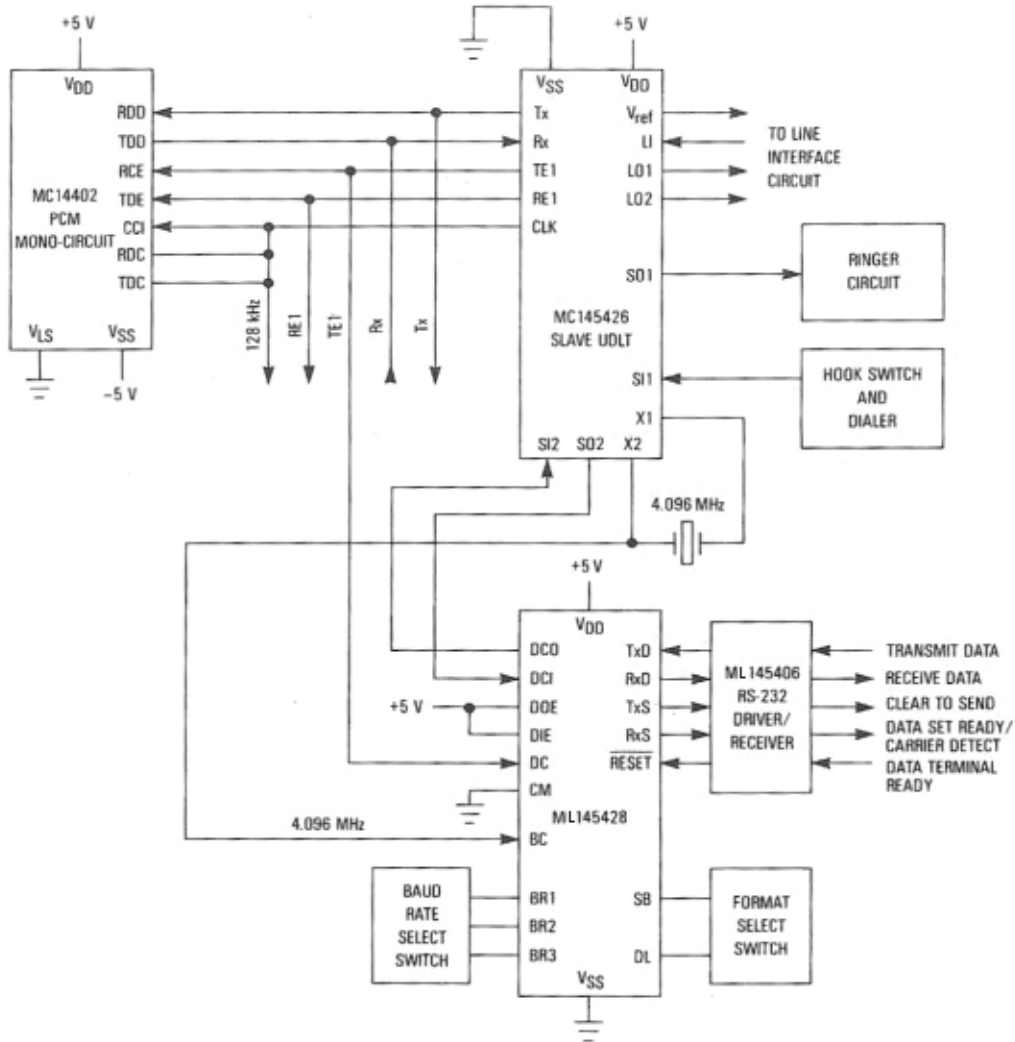 +5 V
VDD
RDD
TDD
RCE
TDE
CCI
RDC
TDC
MC14402
PCM
MONO-CIRCUIT
VLS
VSS
-5 V
128 kHz
RE1
TE1
Rx
Tx
+5 V
VSS
VDD
Tx
Rx
TE1
RE1
CLK
Vref
LI
LO1
LO2
SO1
SI1
X1
SI2
SO2
X2
MC145426
SLAVE UDLT
TO LINE
INTERFACE
CIRCUIT
RINGER
CIRCUIT
HOOK SWITCH
AND
DIALER
4.096 MHz
+5 V
VDD
DCO
DCI
DOE
DIE
DC
CM
BC
BR1
BR2
BR3
+5 V
4.096 MHz
ML145428
TxD
RxD
TxS
RxS
RESET
SB
DL
VSS
ML145406
RS-232
DRIVER/
RECEIVER
TRANSMIT DATA
RECEIVE DATA
CLEAR TO SEND
DATA SET READY/
CARRIER DETECT
DATA TERMINAL
READY
BAUD
RATE
SELECT
SWITCH
FORMAT
SELECT
SWITCH